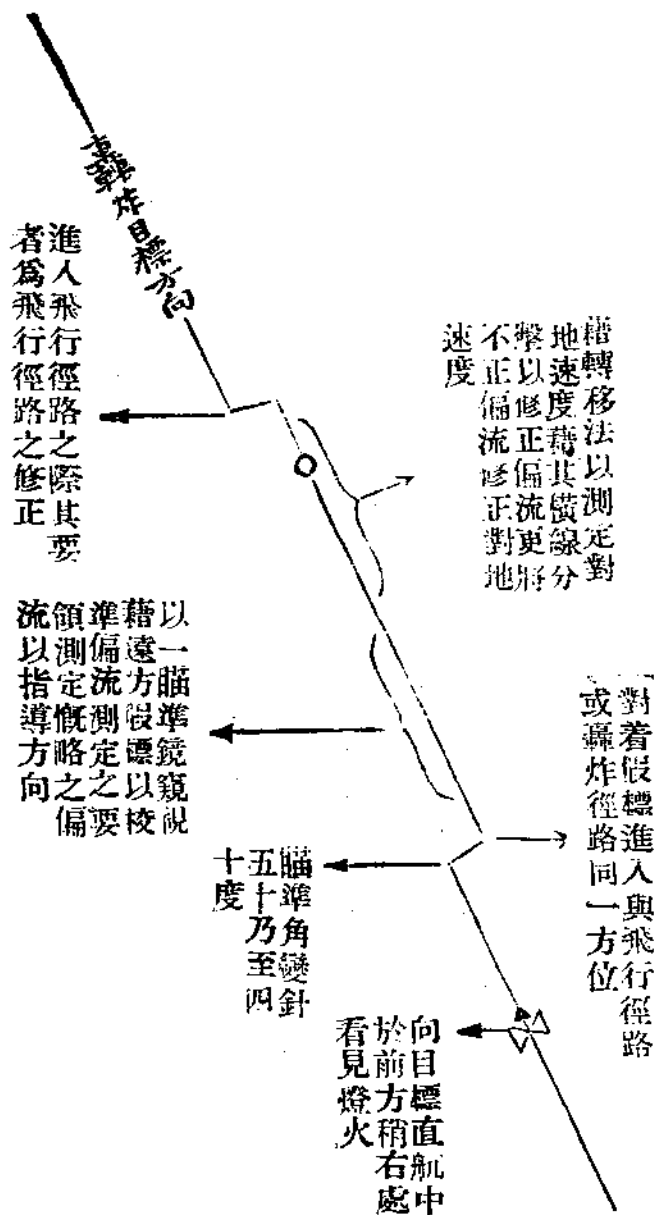 轟炸目標方向
藉轉移法以測定對
地速度藉其橫線分
擊以修正偏流更將
不正偏流修正對地
速度
進入飛行徑路之際其要
者爲飛行徑路之修正
對着假標進入與飛行徑路
或轟炸徑路同一方位
以一瞄準鏡窺視
藉遠方假標以校
準偏流測定之要
領測定慨略之偏
流以指導方向
瞄準角變針
五十乃至四
十度
向目標直航中
於前方稍右處
看見燈火